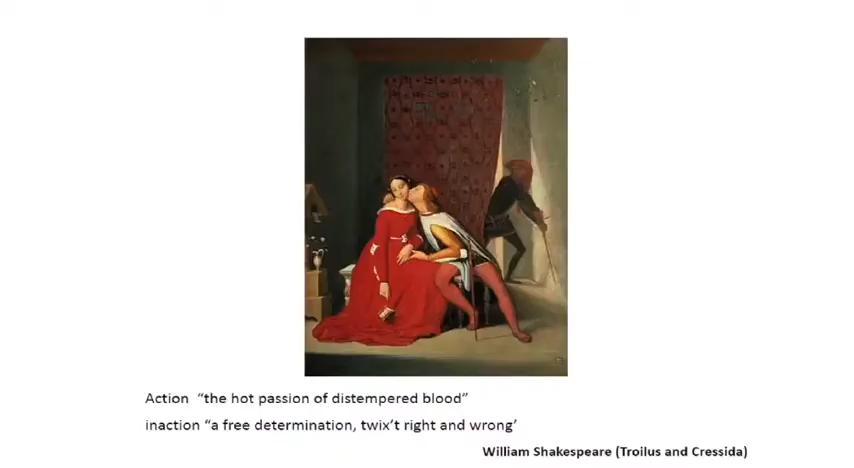 Action “the hot passion of distempered blood”
inaction “a free determination, twix’t right and wrong’
William Shakespeare (Troilus and Cressida)